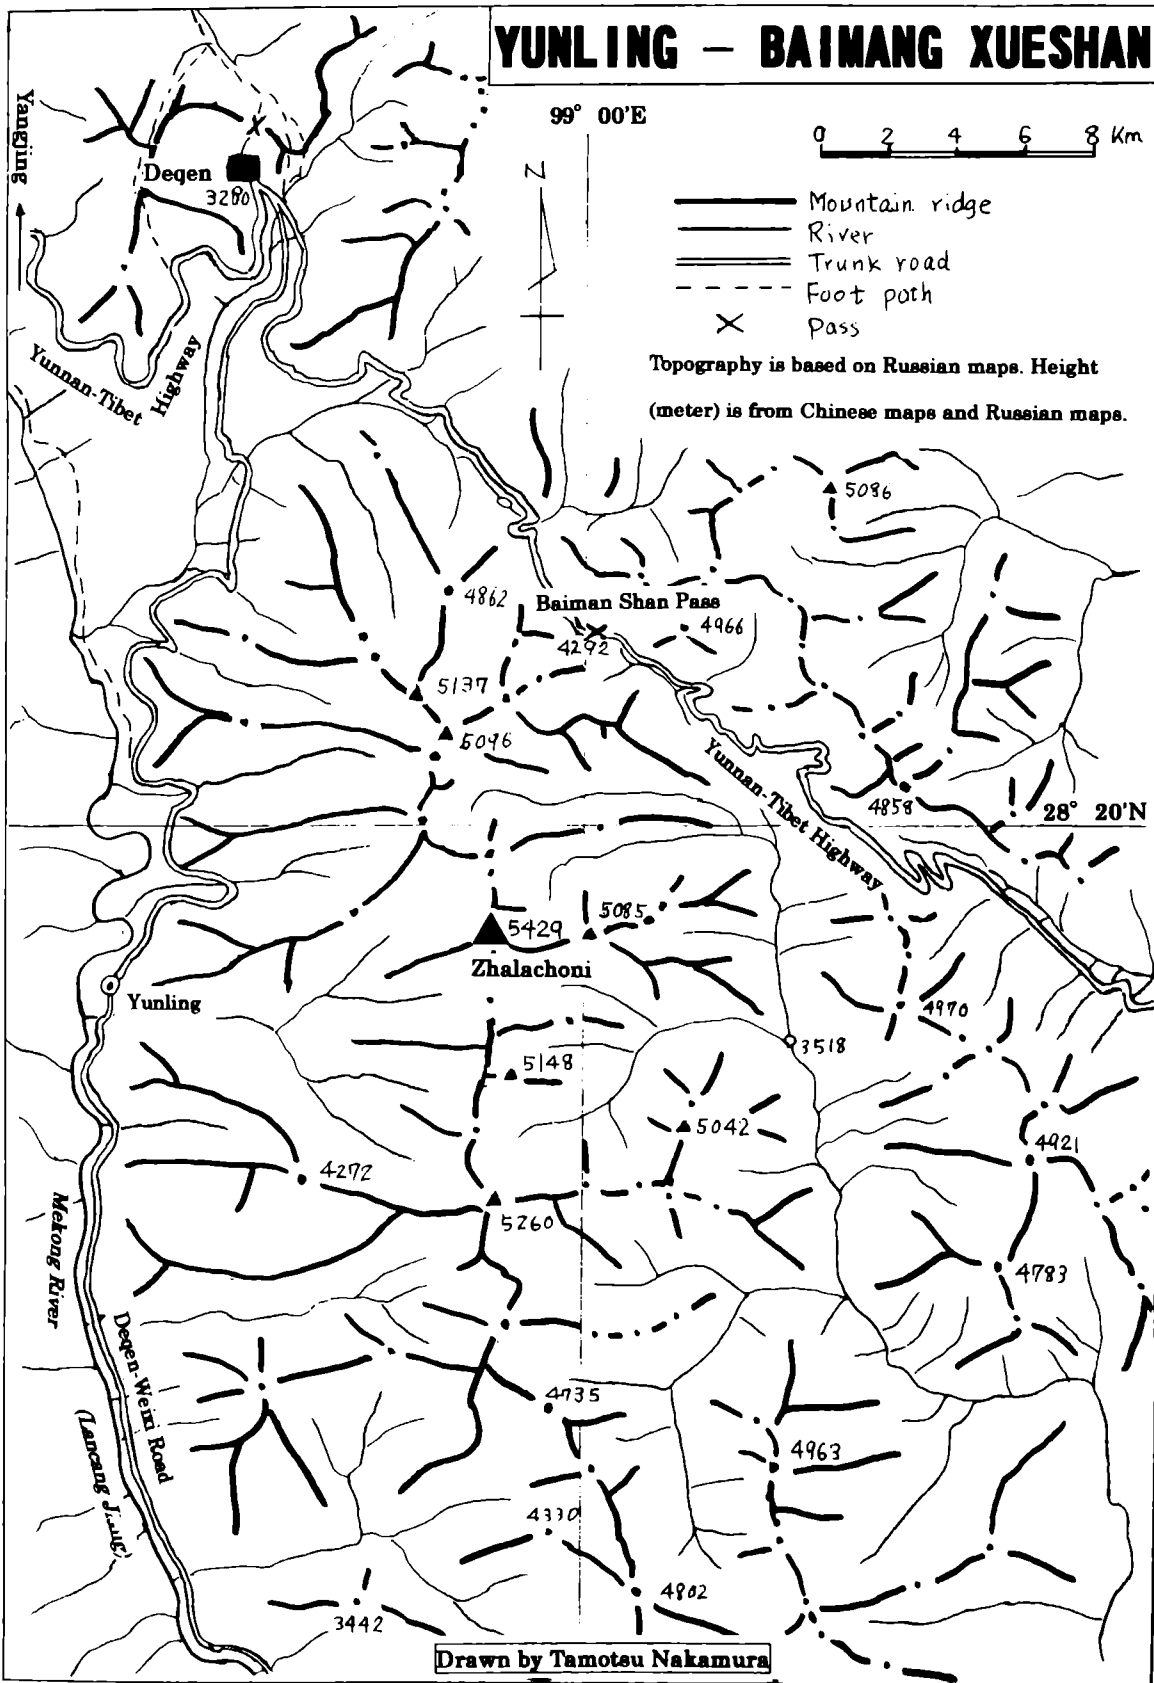 YUNLING – BAIMANG XUESHAN
99° 00'E
0 2 4 6 8 Km
Yangjing
Deqen
3200
N
Mountain ridge
River
Trunk road
Foot path
Pass
Topography is based on Russian maps. Height
(meter) is from Chinese maps and Russian maps.
Yunnan-Tibet Highway
5086
4862
Baiman Shan Pass
4292
4966
5137
5096
Yunnan-Tibet Highway
4858
28° 20'N
5429
Zhalachoni
5085
Yunling
4970
3518
5148
5042
4921
4272
5260
4783
Mekong River
(Lancang
Deqen-Weixi Road
4735
4963
4330
4802
3442
Drawn by Tamotsu Nakamura